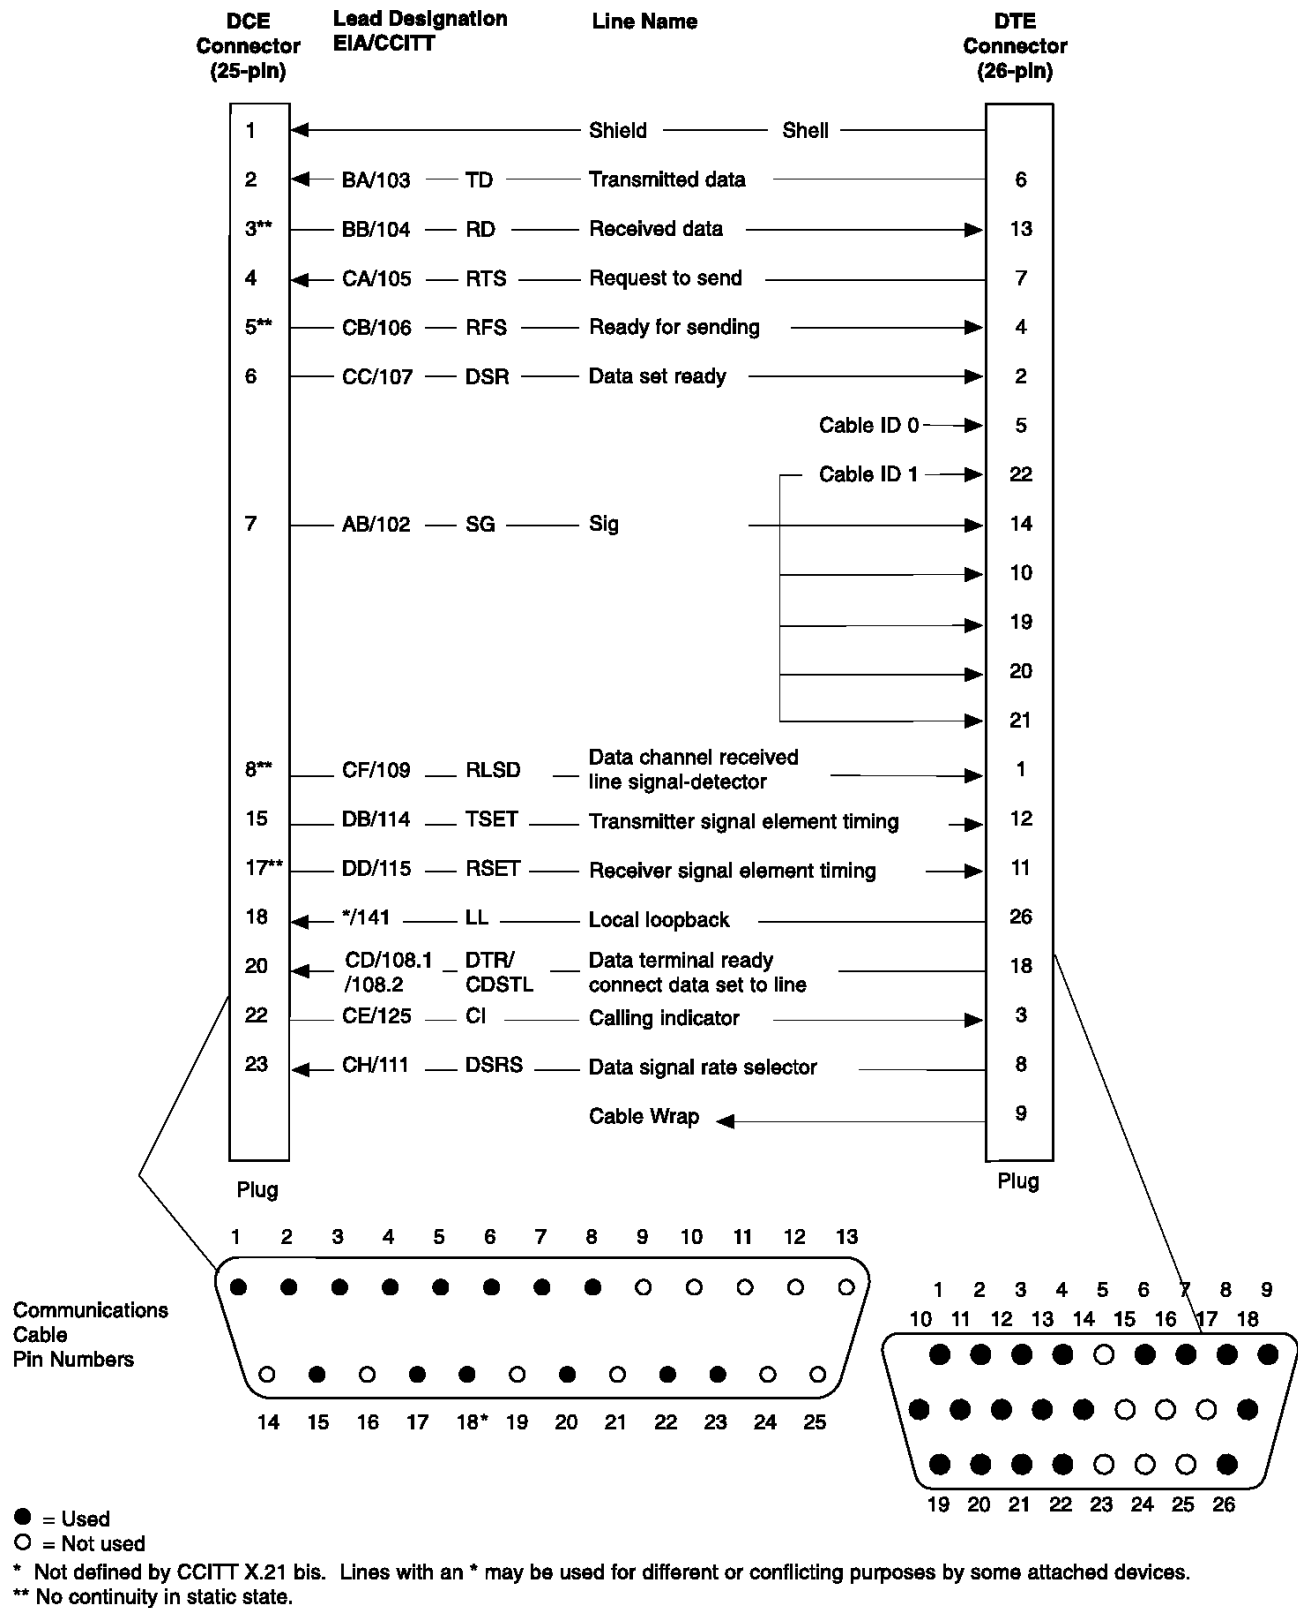 DCE Connector (25-pin) Lead Designation EIA/CCITT Line Name DTE Connector (26-pin)
1 Shield Shell
2 BA/103 TD Transmitted data 6
3** BB/104 RD Received data 13
4 CA/105 RTS Request to send 7
5** CB/106 RFS Ready for sending 4
6 CC/107 DSR Data set ready 2
Cable ID 0 5
Cable ID 1 22
7 AB/102 SG Sig 14
10
19
20
21
8** CF/109 RLSD Data channel received line signal-detector 1
15 DB/114 TSET Transmitter signal element timing 12
17** DD/115 RSET Receiver signal element timing 11
18 */141 LL Local loopback 26
20 CD/108.1 /108.2 DTR/ CDSTL Data terminal ready connect data set to line 18
22 CE/125 CI Calling indicator 3
23 CH/111 DSRS Data signal rate selector 8
Cable Wrap 9
Plug Plug
1 2 3 4 5 6 7 8 9 10 11 12 13
Communications
Cable
Pin Numbers
14 15 16 17 18* 19 20 21 22 23 24 25
1 2 3 4 5 6 7 8 9
10 11 12 13 14 15 16 17 18
19 20 21 22 23 24 25 26
= Used
= Not used
* Not defined by CCITT X.21 bis. Lines with an * may be used for different or conflicting purposes by some attached devices.
** No continuity in static state.